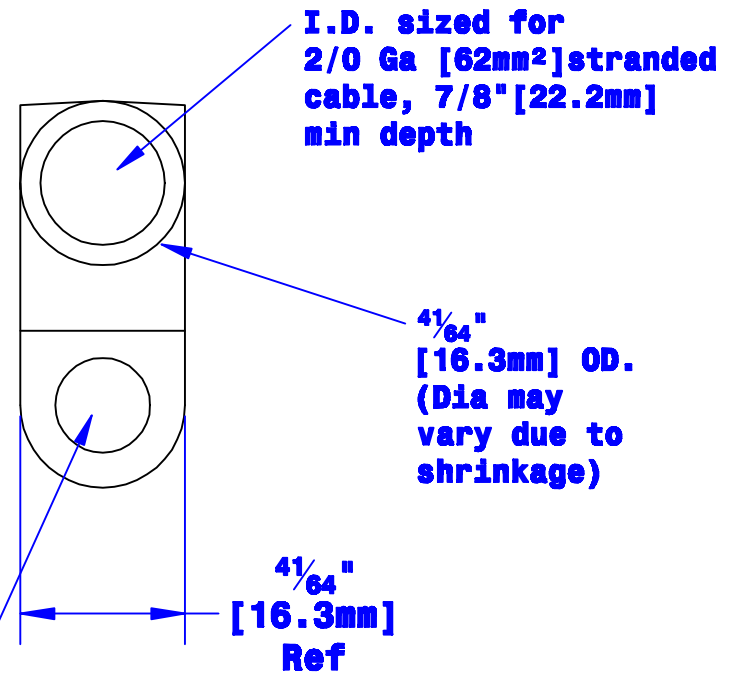 I.D. sized for
2/0 Ga [62mm²]stranded
cable, 7/8"[22.2mm]
min depth
41/64"
[16.3mm] OD.
(Dia may
vary due to
shrinkage)
41/64"
[16.3mm]
Ref